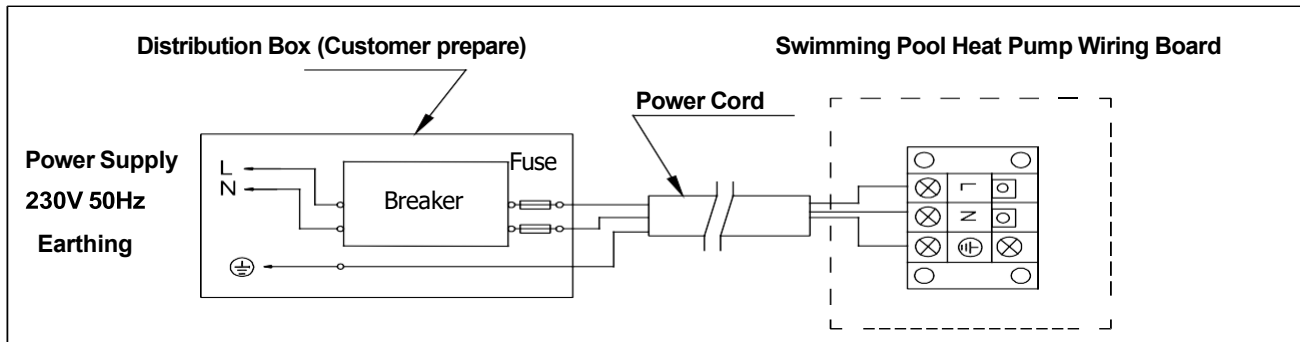 Distribution Box (Customer prepare)
Swimming Pool Heat Pump Wiring Board
Power Cord
Power Supply
230V 50Hz
Earthing
L
N
Breaker
Fuse
L
N